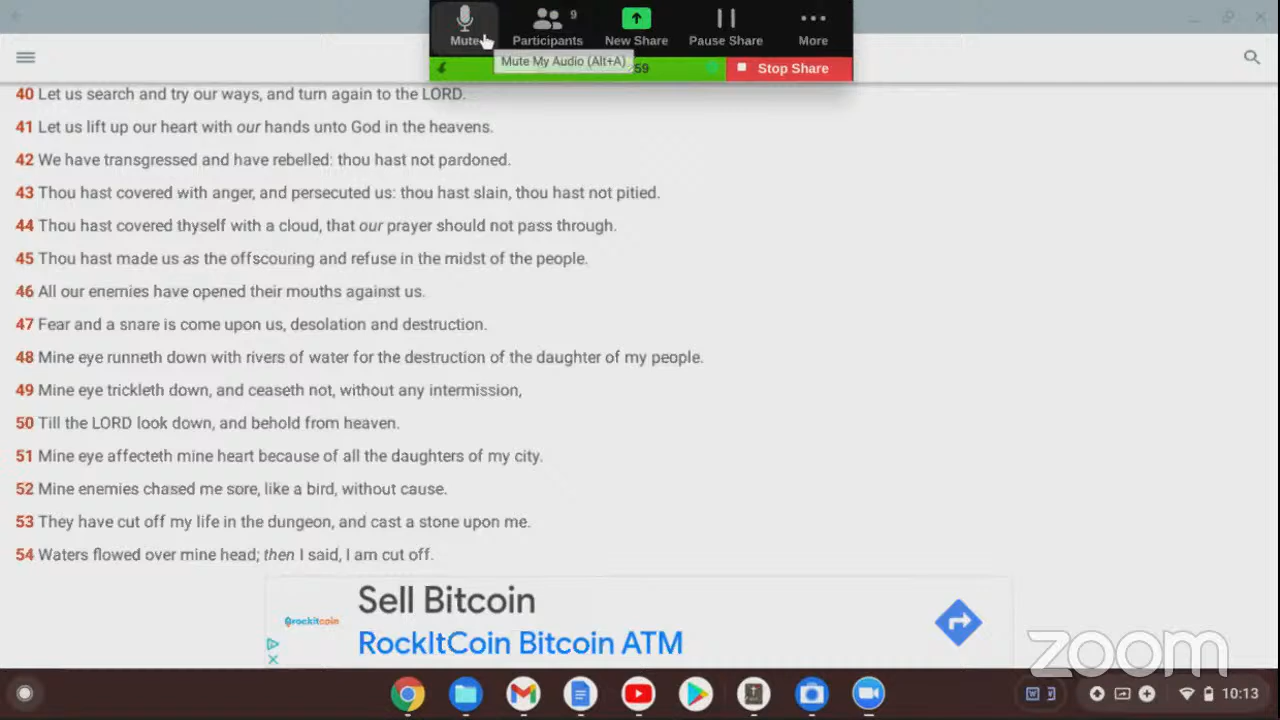 9
Mute
Participants
New Share
Pause Share
More
Mute My Audio (Alt+A)
59
Stop Share
40 Let us search and try our ways, and turn again to the LORD.
41 Let us lift up our heart with our hands unto God in the heavens.
42 We have transgressed and have rebelled: thou hast not pardoned.
43 Thou hast covered with anger, and persecuted us: thou hast slain, thou hast not pitied.
44 Thou hast covered thyself with a cloud, that our prayer should not pass through.
45 Thou hast made us as the offscouring and refuse in the midst of the people.
46 All our enemies have opened their mouths against us.
47 Fear and a snare is come upon us, desolation and destruction.
48 Mine eye runneth down with rivers of water for the destruction of the daughter of my people.
49 Mine eye trickleth down, and ceaseth not, without any intermission,
50 Till the LORD look down, and behold from heaven.
51 Mine eye affecteth mine heart because of all the daughters of my city.
52 Mine enemies chased me sore, like a bird, without cause.
53 They have cut off my life in the dungeon, and cast a stone upon me.
54 Waters flowed over mine head; then I said, I am cut off.
Sell Bitcoin
rockitcoin
RockItCoin Bitcoin ATM
zoom
10:13